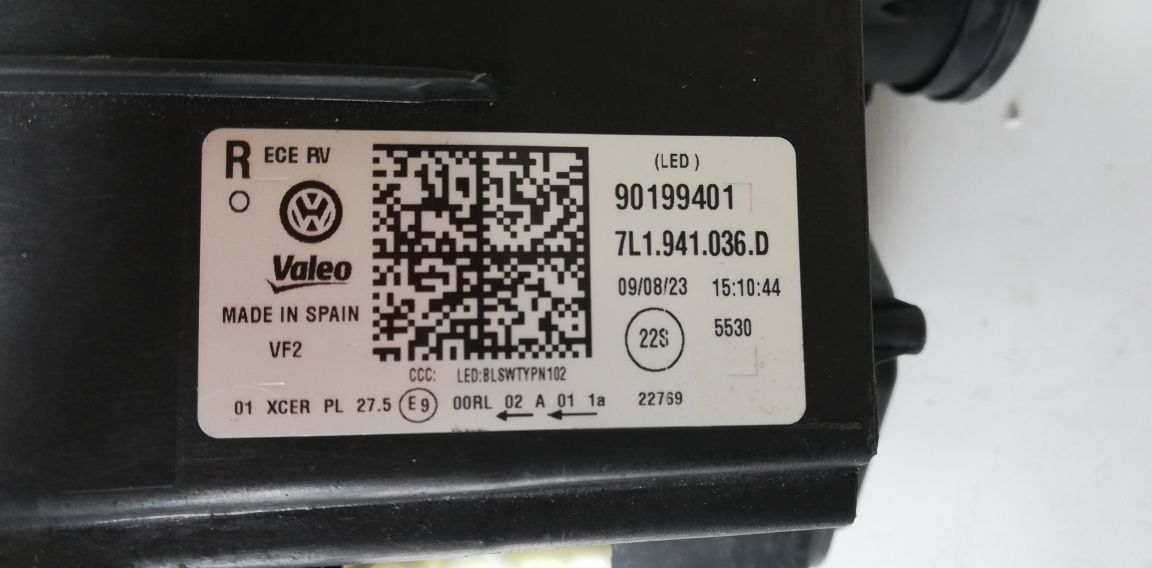 R ECE RV
Valeo
MADE IN SPAIN
VF2
(LED)
90199401
7L1.941.036.D
09/08/23 15:10:44
22S 5530
CCC: LED:BLSWTYPN102
01 XCER PL 27.5 E9 00RL 02 A 01 1a 22769